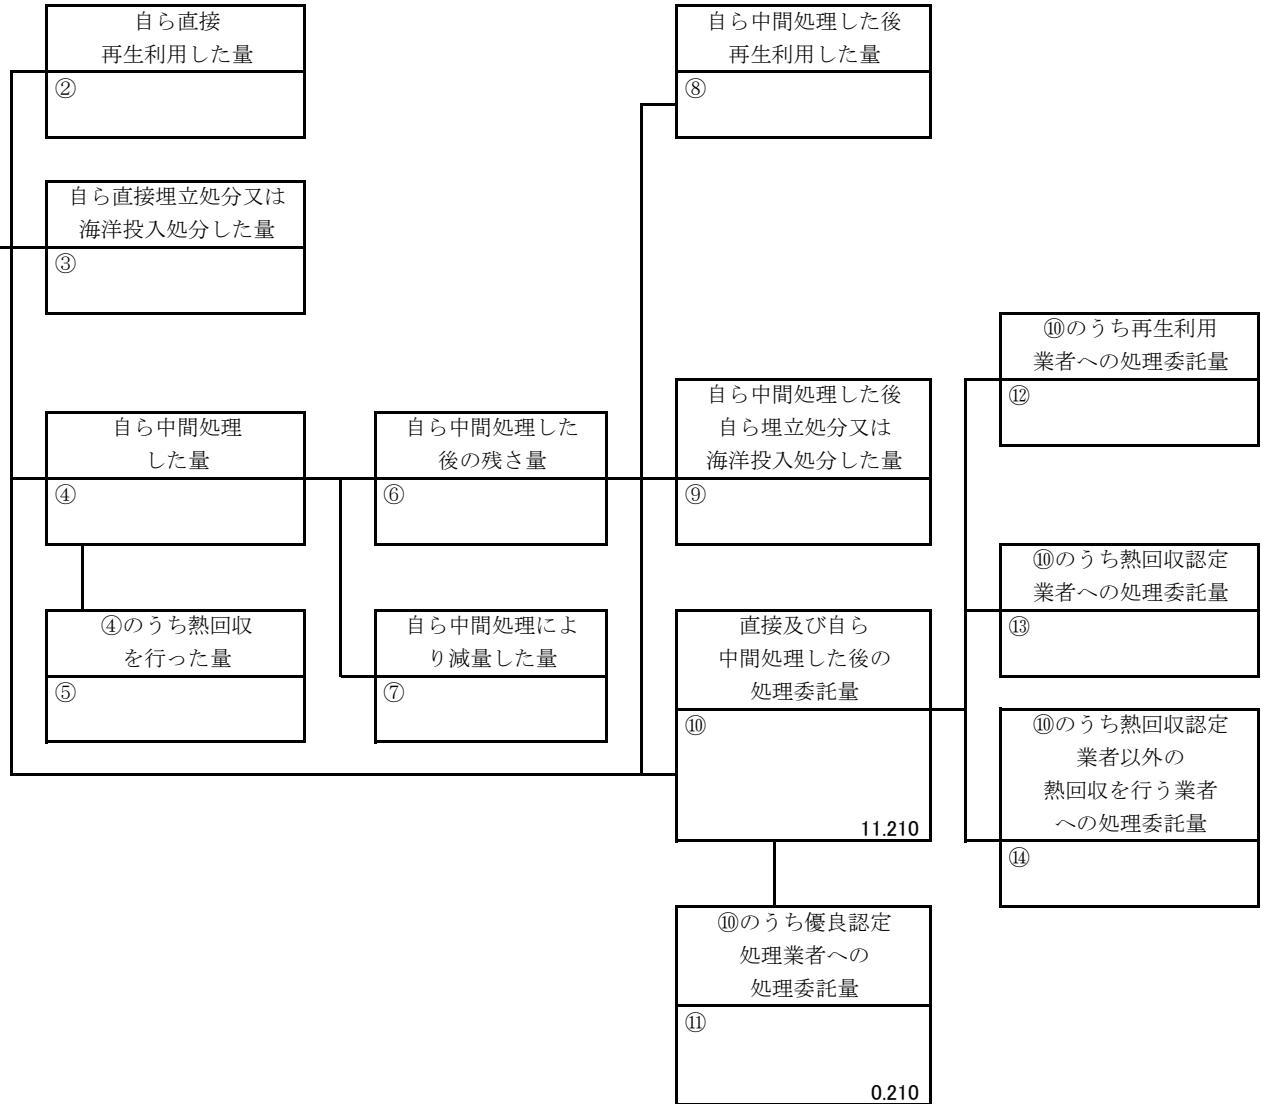 自ら直接
再生利用した量
②
自ら中間処理した後
再生利用した量
⑧
自ら直接埋立処分又は
海洋投入処分した量
③
⑩のうち再生利用
業者への処理委託量
⑫
自ら中間処理
した量
④
自ら中間処理した
後の残さ量
⑥
自ら中間処理した後
自ら埋立処分又は
海洋投入処分した量
⑨
⑩のうち熱回収認定
業者への処理委託量
⑬
④のうち熱回収
を行った量
⑤
自ら中間処理によ
り減量した量
⑦
直接及び自ら
中間処理した後の
処理委託量
⑩
11.210
⑩のうち熱回収認定
業者以外の
熱回収を行う業者
への処理委託量
⑭
⑩のうち優良認定
処理業者への
処理委託量
⑪
0.210